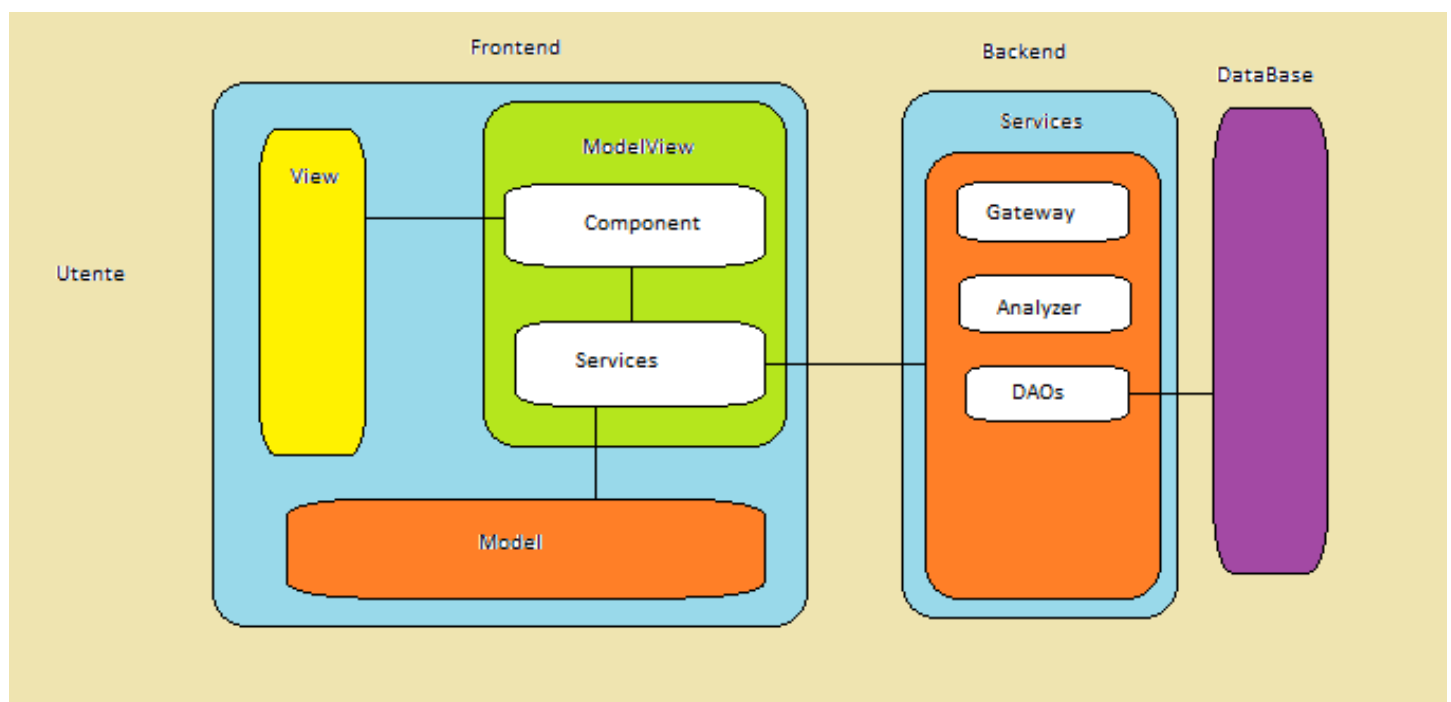 Frontend
Backend
DataBase
Services
ModelView
View
Component
Gateway
Utente
Analyzer
Services
DAOs
Model